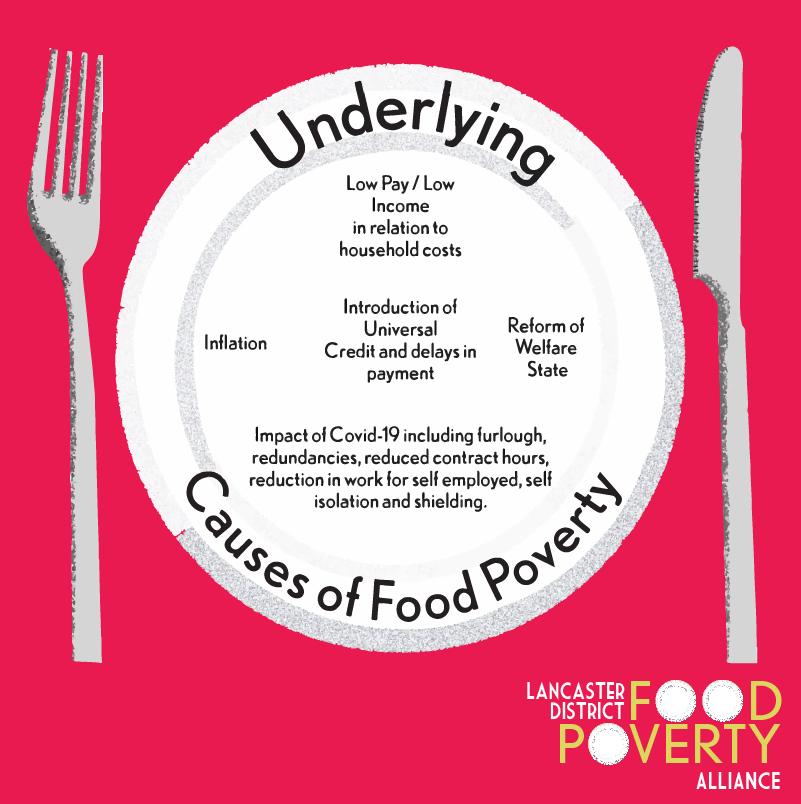 Underlying
Low Pay / Low
Income
in relation to
household costs
Inflation
Introduction of
Universal
Credit and delays in
payment
Reform of
Welfare
State
Impact of Covid-19 including furlough,
redundancies, reduced contract hours,
reduction in work for self employed, self
isolation and shielding.
Causes of Food Poverty
LANCASTER
DISTRICT
FOOD
POVERTY
ALLIANCE